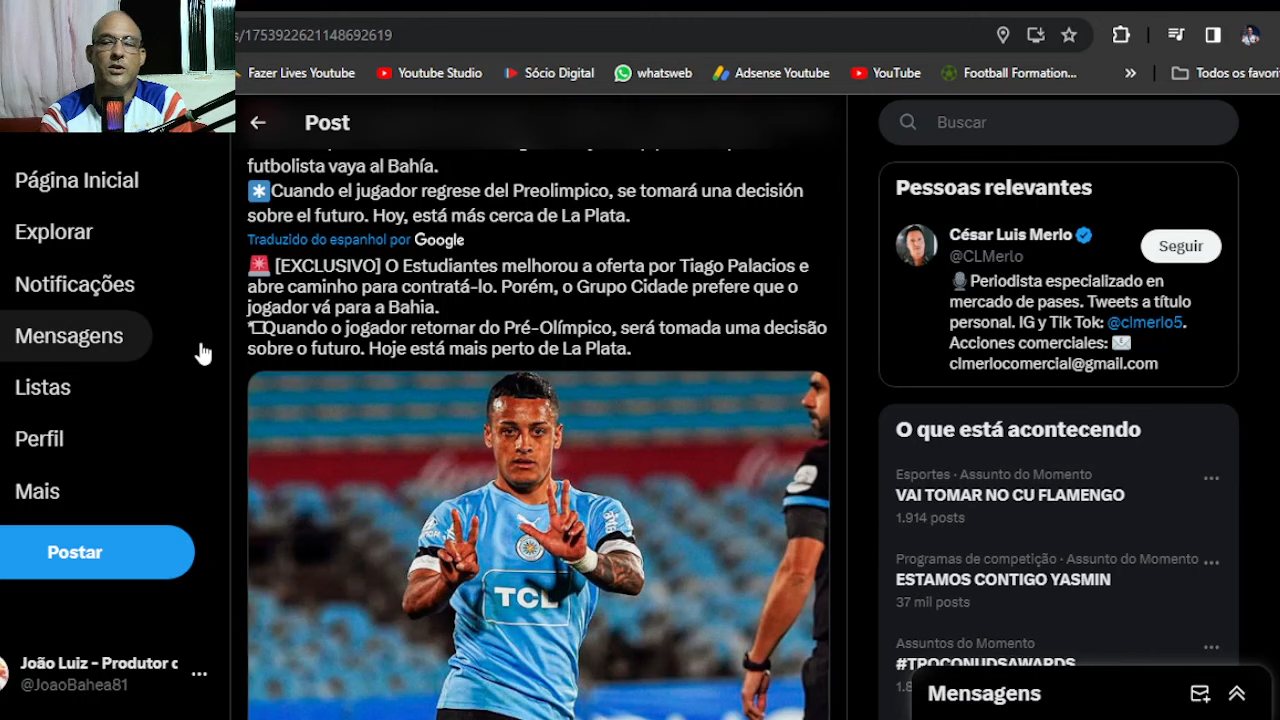 s/1753922621148692619
Fazer Lives Youtube
Youtube Studio
Sócio Digital
whatsweb
Adsense Youtube
YouTube
Football Formation...
Todos os favori
Post
Buscar
Página Inicial
Explorar
Notificações
Mensagens
Listas
Perfil
Mais
Postar
João Luiz - Produtor c
@JoaoBahea81
futbolista vaya al Bahía.
Cuando el jugador regrese del Preolimpico, se tomará una decisión
sobre el futuro. Hoy, está más cerca de La Plata.
Traduzido do espanhol por Google
[EXCLUSIVO] O Estudiantes melhorou a oferta por Tiago Palacios e
abre caminho para contratá-lo. Porém, o Grupo Cidade prefere que o
jogador vá para a Bahia.
*Quando o jogador retornar do Pré-Olímpico, será tomada uma decisão
sobre o futuro. Hoje está mais perto de La Plata.
TCL
Pessoas relevantes
César Luis Merlo
@CLMerlo
Seguir
Periodista especializado en
mercado de pases. Tweets a título
personal. IG y Tik Tok: @clmerlo5.
Acciones comerciales:
clmerlocomercial@gmail.com
O que está acontecendo
Esportes · Assunto do Momento
VAI TOMAR NO CU FLAMENGO
1.914 posts
Programas de competição · Assunto do Momento
ESTAMOS CONTIGO YASMIN
37 mil posts
Assuntos do Momento
#TROCONUDSAWARDS
Mensagens